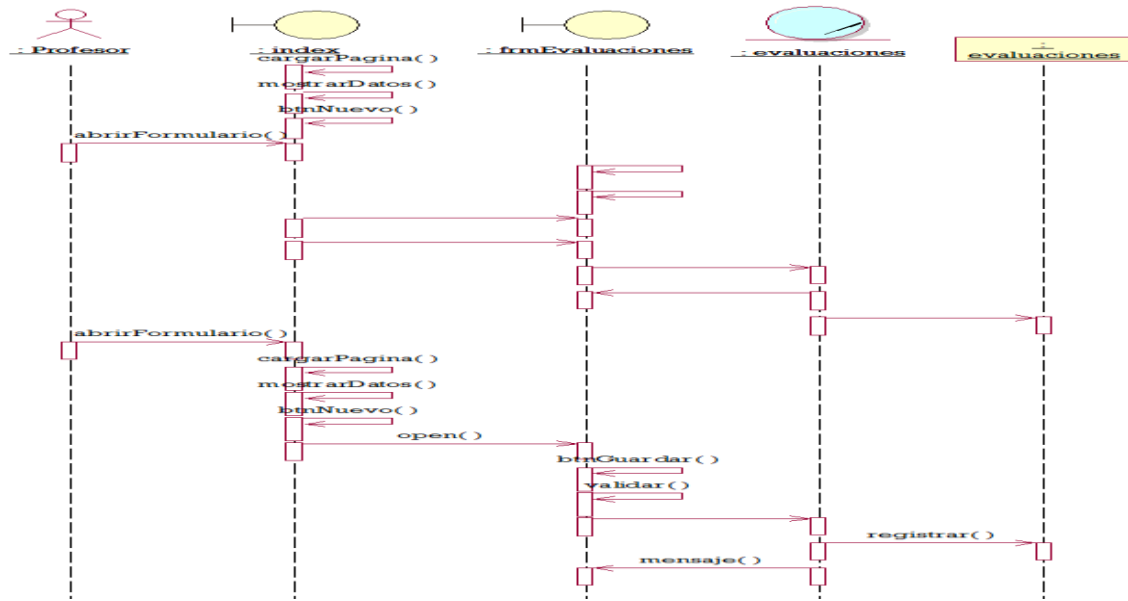 : Profesor
: index
: frmEvaluaciones
: evaluaciones
:
evaluaciones
cargarPagina( )
mostrarDatos( )
btnNuevo( )
abrirFormulario( )
abrirFormulario( )
cargarPagina( )
mostrarDatos( )
btnNuevo( )
open( )
btnGuardar( )
validar( )
registrar( )
mensaje( )